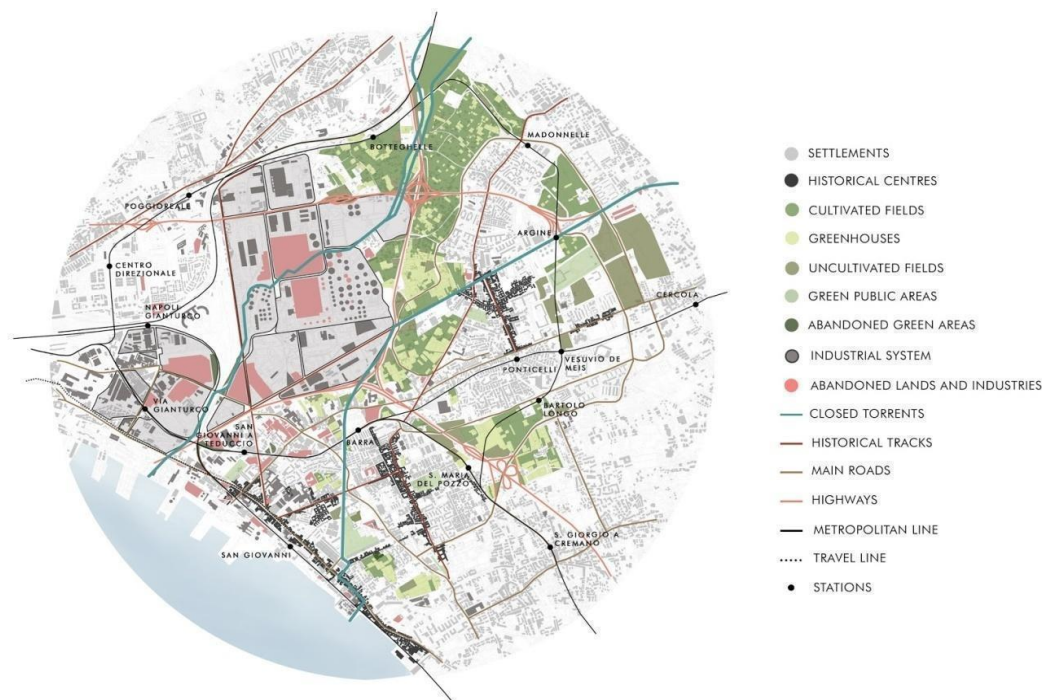 MADONNELLE
BOTTEGHELLE
POGGIOREALE
ARGINE
CENTRO
DIREZIONALE
CERCOLA
NAPOLI
GIANTURCO
VESUVIO DE
MEIS
PONTICELLI
VIA
GIANTURCO
BARTOLO
LONGO
SAN
GIOVANNI A
TEDUCCIO
BARRA
S. MARIA
DEL POZZO
S. GIORGIO A
CREMANO
SAN GIOVANNI
SETTLEMENTS
HISTORICAL CENTRES
CULTIVATED FIELDS
GREENHOUSES
UNCULTIVATED FIELDS
GREEN PUBLIC AREAS
ABANDONED GREEN AREAS
INDUSTRIAL SYSTEM
ABANDONED LANDS AND INDUSTRIES
CLOSED TORRENTS
HISTORICAL TRACKS
MAIN ROADS
HIGHWAYS
METROPOLITAN LINE
TRAVEL LINE
STATIONS